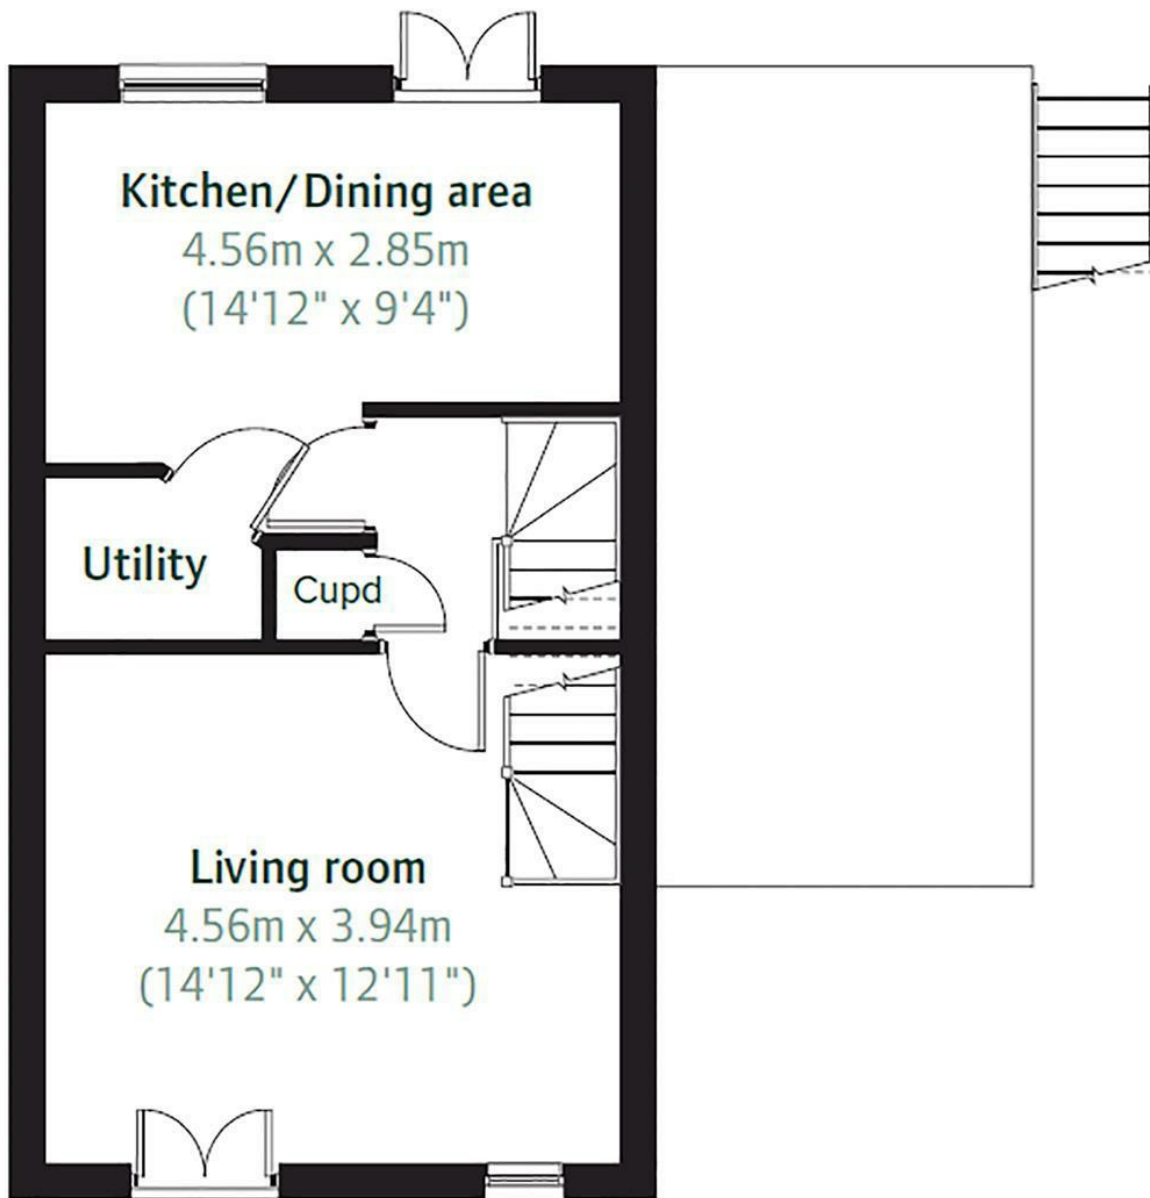 Kitchen/Dining area
4.56m x 2.85m
(14'12" x 9'4")
Utility
Cupd
Living room
4.56m x 3.94m
(14'12" x 12'11")